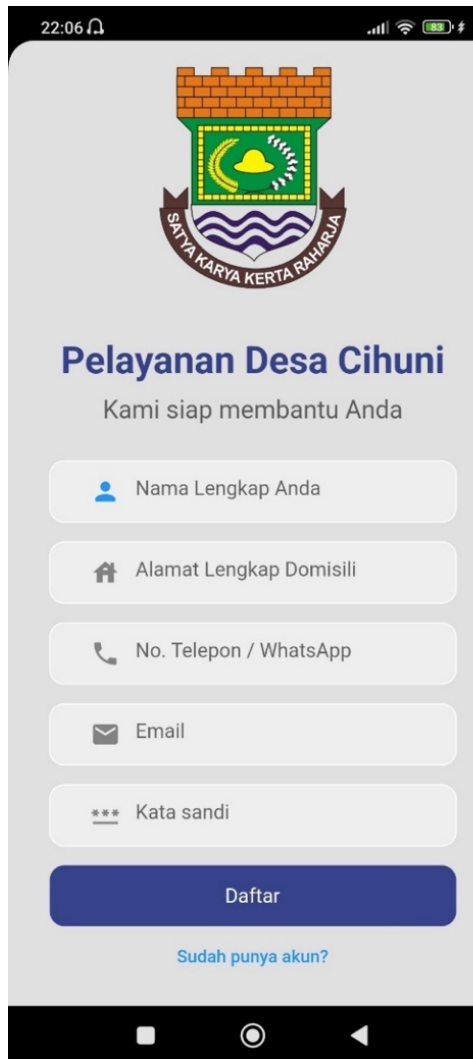 22:06
83
SATYA KARYA KERTA RAHARJA
Pelayanan Desa Cihuni
Kami siap membantu Anda
Nama Lengkap Anda
Alamat Lengkap Domisili
No. Telepon / WhatsApp
Email
*** Kata sandi
Daftar
Sudah punya akun?